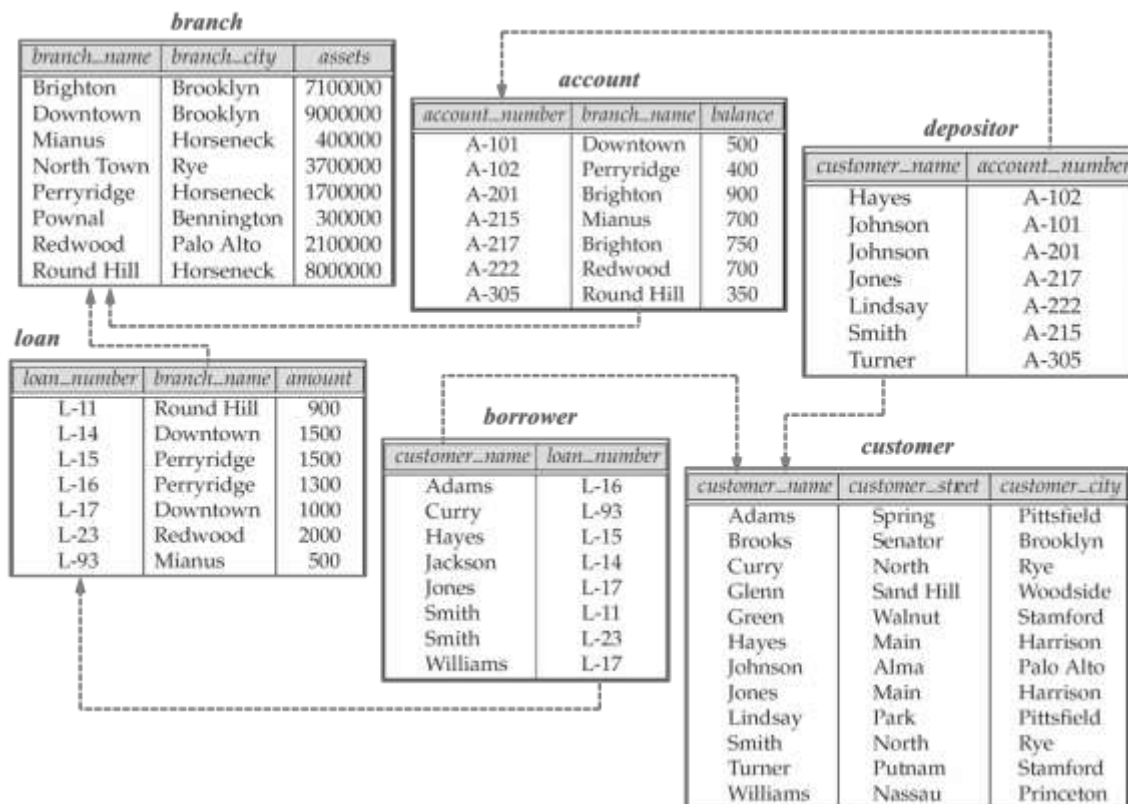 branch
branch_name branch_city assets
Brighton Brooklyn 7100000
Downtown Brooklyn 9000000
Mianus Horseneck 400000
North Town Rye 3700000
Perryridge Horseneck 1700000
Pownal Bennington 300000
Redwood Palo Alto 2100000
Round Hill Horseneck 8000000
account
account_number branch_name balance
A-101 Downtown 500
A-102 Perryridge 400
A-201 Brighton 900
A-215 Mianus 700
A-217 Brighton 750
A-222 Redwood 700
A-305 Round Hill 350
depositor
customer_name account_number
Hayes A-102
Johnson A-101
Johnson A-201
Jones A-217
Lindsay A-222
Smith A-215
Turner A-305
loan
loan_number branch_name amount
L-11 Round Hill 900
L-14 Downtown 1500
L-15 Perryridge 1500
L-16 Perryridge 1300
L-17 Downtown 1000
L-23 Redwood 2000
L-93 Mianus 500
borrower
customer_name loan_number
Adams L-16
Curry L-93
Hayes L-15
Jackson L-14
Jones L-17
Smith L-11
Smith L-23
Williams L-17
customer
customer_name customer_street customer_city
Adams Spring Pittsfield
Brooks Senator Brooklyn
Curry North Rye
Glenn Sand Hill Woodside
Green Walnut Stamford
Hayes Main Harrison
Johnson Alma Palo Alto
Jones Main Harrison
Lindsay Park Pittsfield
Smith North Rye
Turner Putnam Stamford
Williams Nassau Princeton